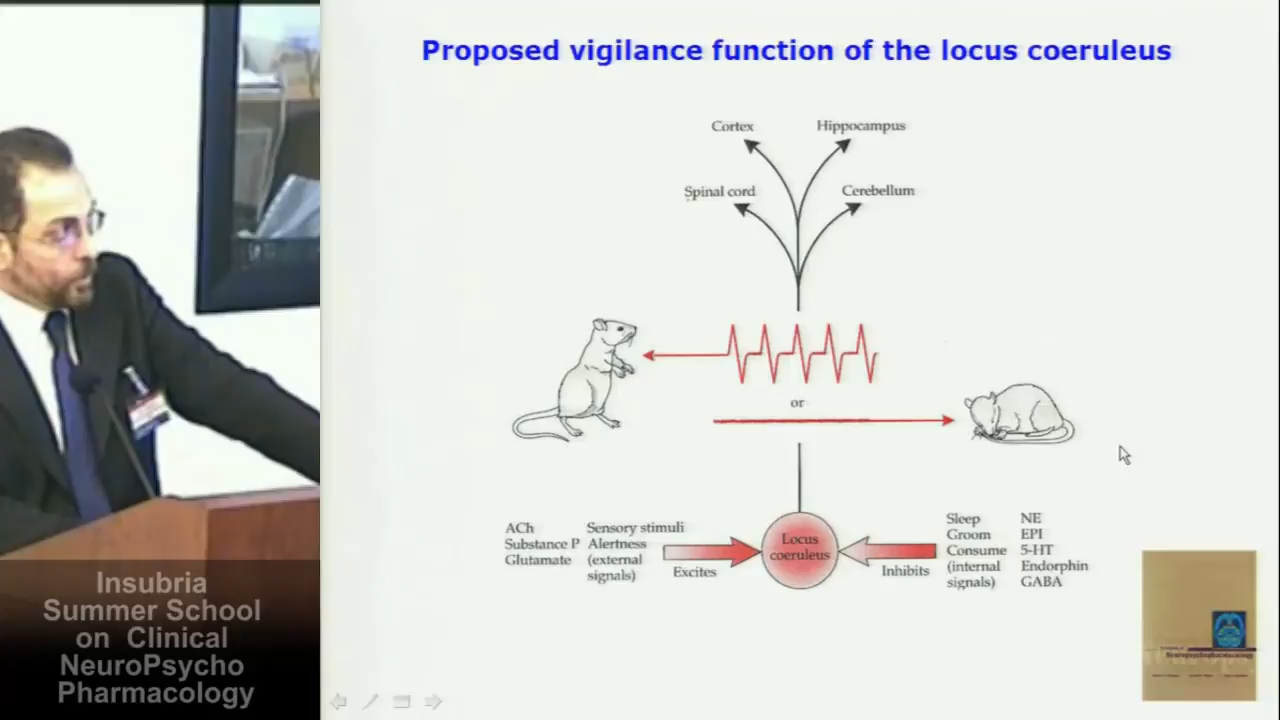 Proposed vigilance function of the locus coeruleus
Cortex
Hippocampus
Spinal cord
Cerebellum
or
ACh
Substance P
Glutamate
Sensory stimuli
Alertness
(external
signals)
Excites
Locus
coeruleus
Inhibits
Sleep
Groom
Consume
(internal
signals)
NE
EPI
5-HT
Endorphin
GABA
Neuropsychopharmacology
Insubria
Summer School
on Clinical
NeuroPsycho
Pharmacology